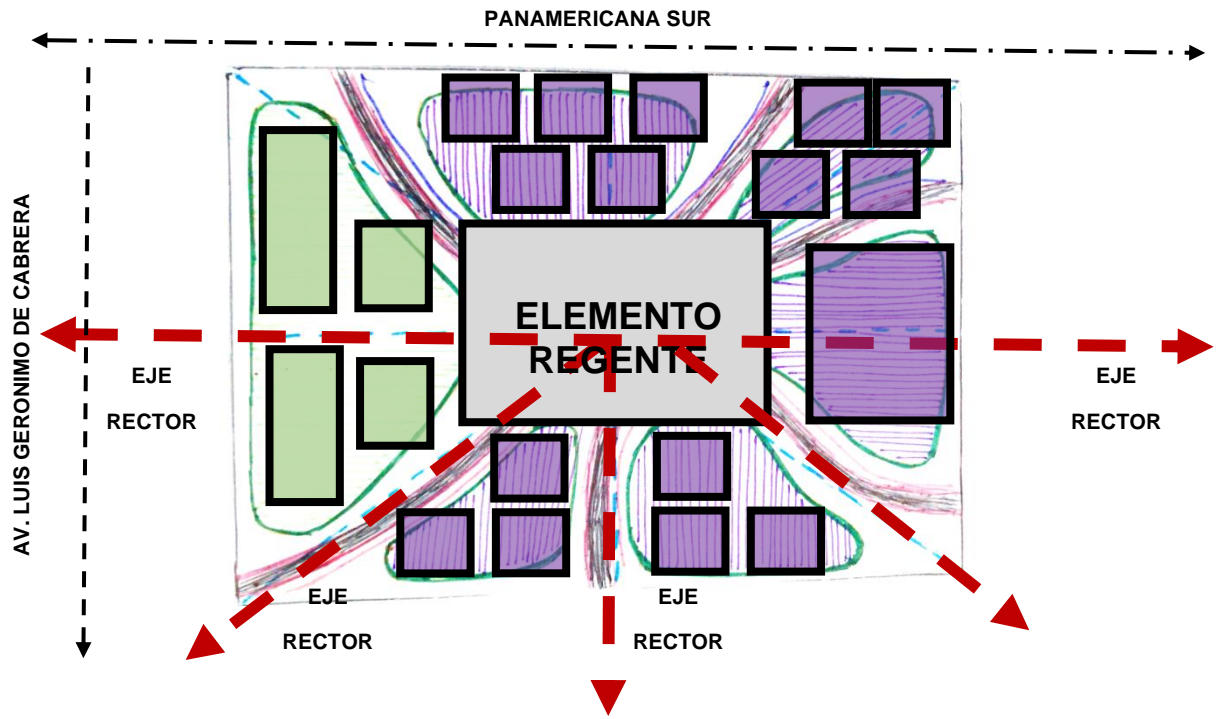 PANAMERICANA SUR
AV. LUIS GERONIMO DE CABRERA
ELEMENTO
REGENTE
EJE
RECTOR
EJE
RECTOR
EJE
RECTOR
EJE
RECTOR